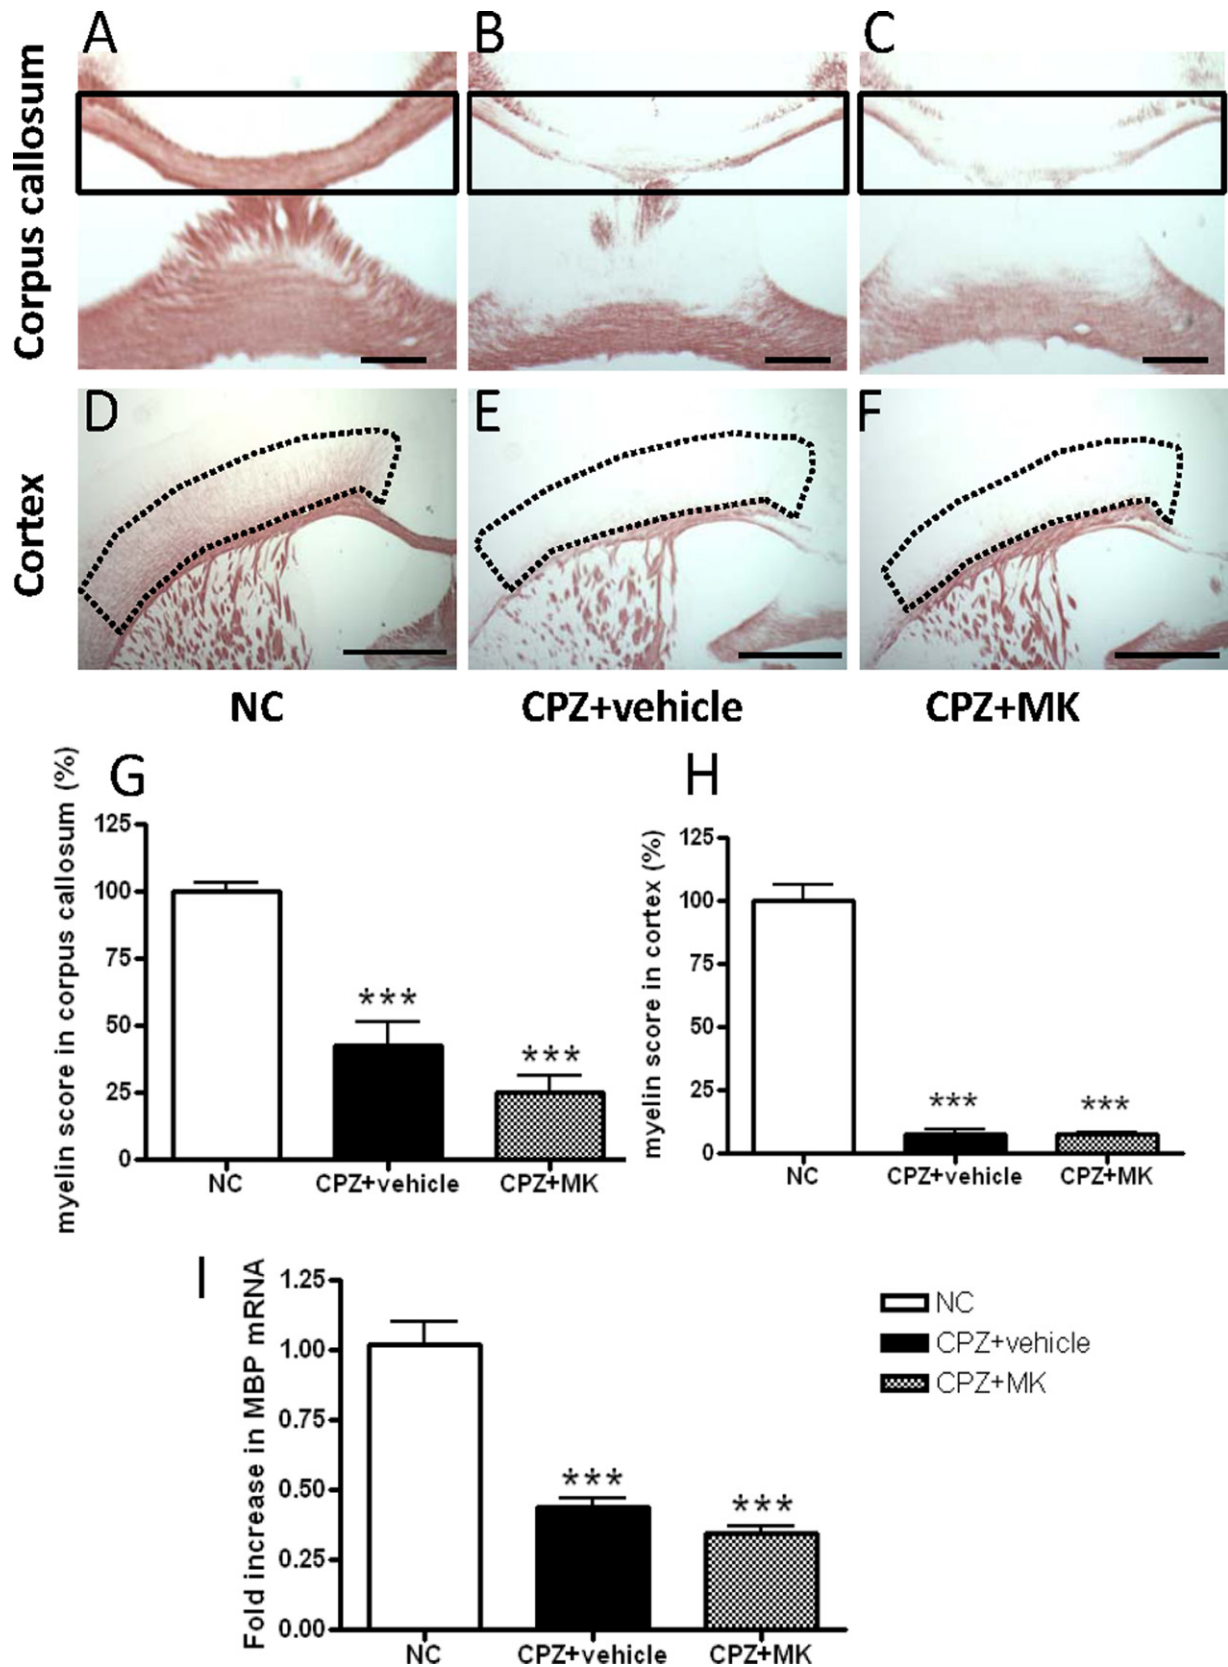 A
B
C
Corpus callosum
D
E
F
Cortex
NC
CPZ+vehicle
CPZ+MK
G
myelin score in corpus callosum (%)
125
100
75
50
25
0
***
***
NC
CPZ+vehicle
CPZ+MK
H
myelin score in cortex (%)
125
100
75
50
25
0
***
***
NC
CPZ+vehicle
CPZ+MK
I
Fold increase in MBP mRNA
1.25
1.00
0.75
0.50
0.25
0.00
***
***
NC
CPZ+vehicle
CPZ+MK
NC
CPZ+vehicle
CPZ+MK